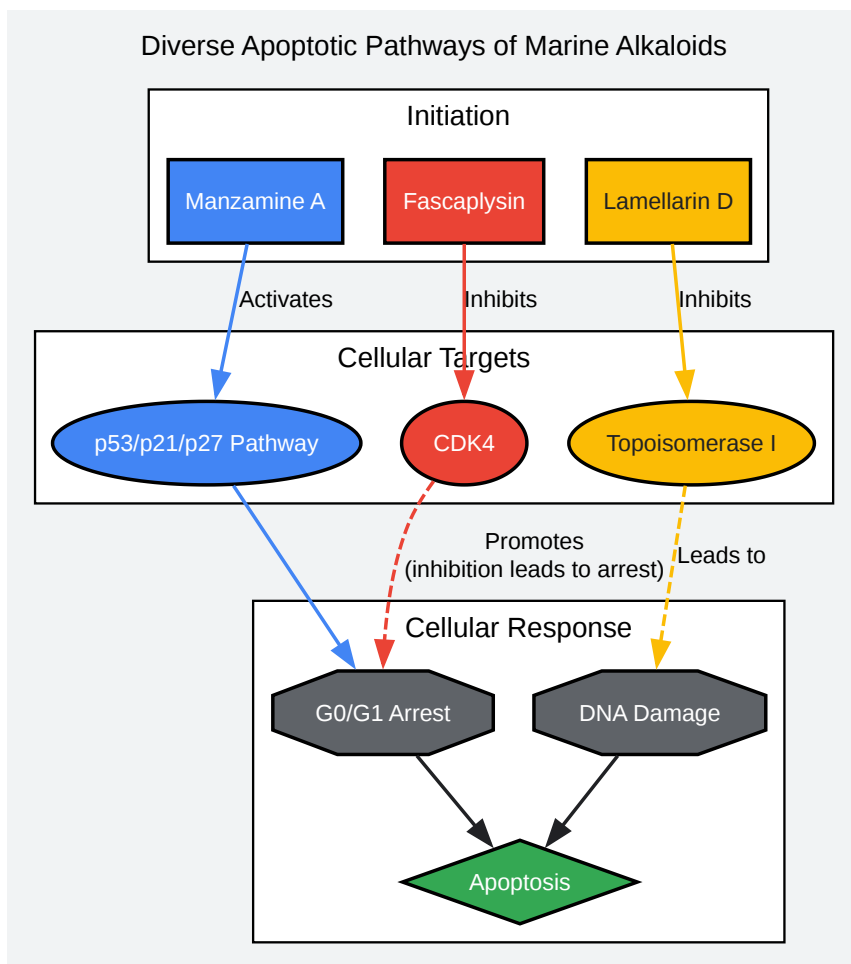 Diverse Apoptotic Pathways of Marine Alkaloids
Initiation
Manzamine A
Fascaplysin
Lamellarin D
Activates
Inhibits
Inhibits
Cellular Targets
p53/p21/p27 Pathway
CDK4
Topoisomerase I
Promotes
(inhibition leads to arrest)
Leads to
Cellular Response
G0/G1 Arrest
DNA Damage
Apoptosis